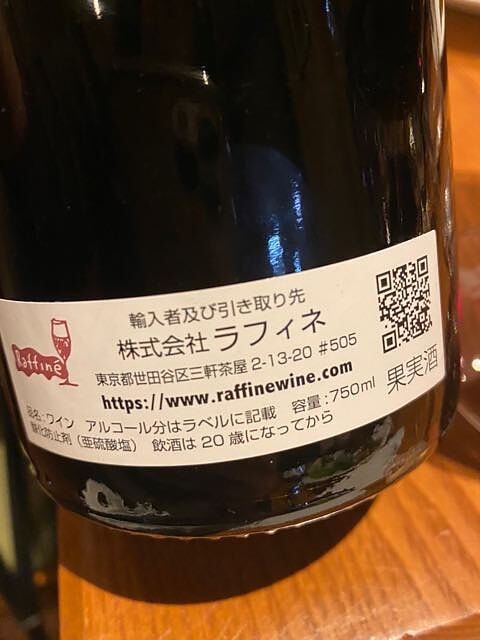 輸入者及び引き取り先
Raffiné
株式会社 ラフィネ
東京都世田谷区三軒茶屋 2-13-20 #505
https://www.raffinewine.com
品名:ワイン アルコール分はラベルに記載 容量:750ml
酸化防止剤(亜硫酸塩) 飲酒は20歳になってから
果実酒